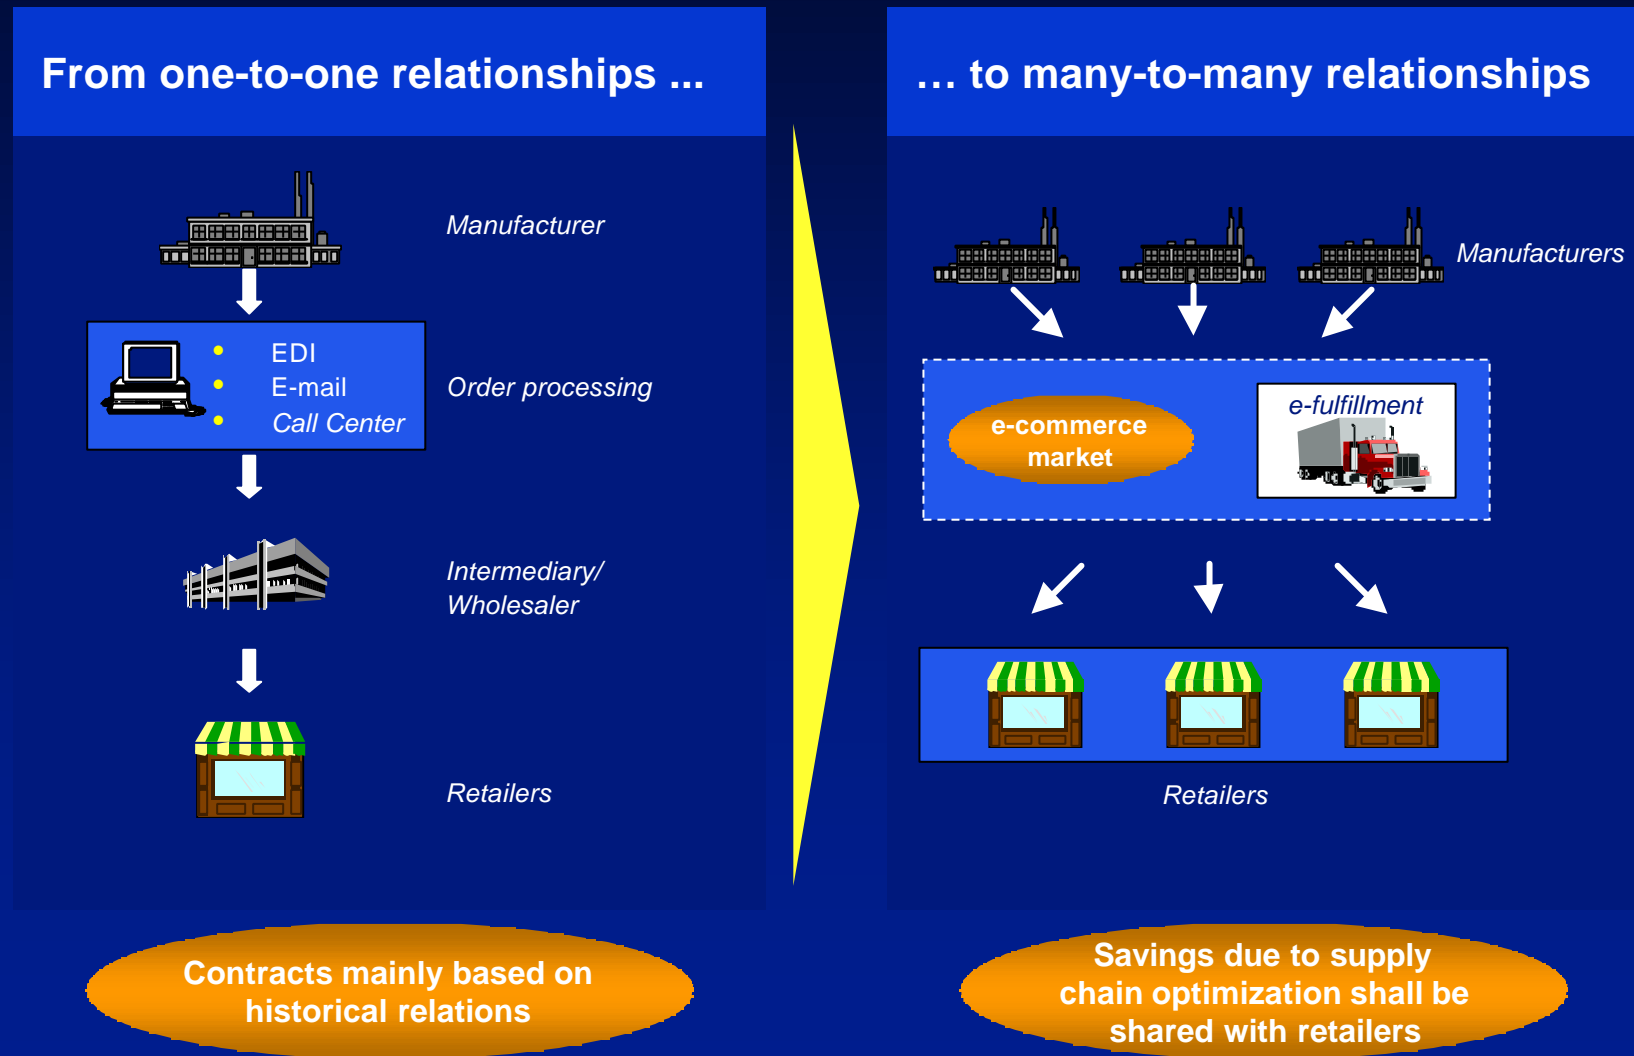 From one-to-one relationships ...
Manufacturer
• EDI
• E-mail
• Call Center
Order processing
Intermediary/
Wholesaler
Retailers
Contracts mainly based on
historical relations
… to many-to-many relationships
Manufacturers
e-commerce
market
e-fulfillment
Retailers
Savings due to supply
chain optimization shall be
shared with retailers